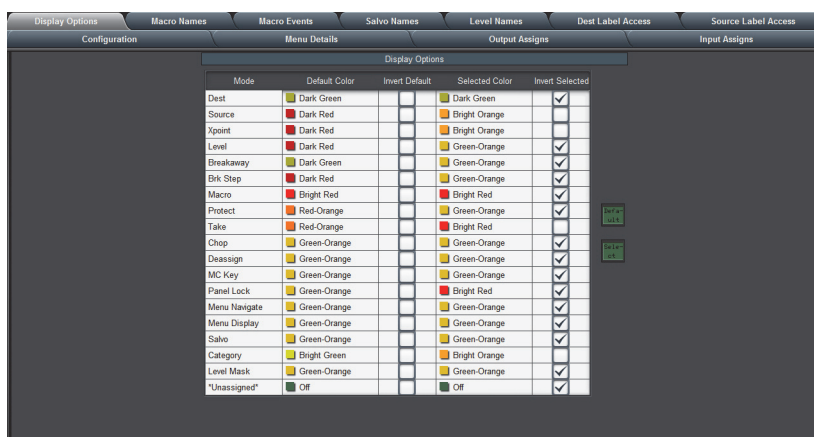 Display Options Macro Names Macro Events Salvo Names Level Names Dest Label Access Source Label Access
Configuration Menu Details Output Assigns Input Assigns
Display Options
Mode Default Color Invert Default Selected Color Invert Selected
Dest Dark Green Dark Green
Source Dark Red Bright Orange
Xpoint Dark Red Bright Orange
Level Dark Red Green-Orange
Breakaway Dark Green Green-Orange
Brk Step Dark Red Green-Orange
Macro Bright Red Bright Red
Protect Red-Orange Green-Orange
Take Red-Orange Bright Red
Chop Green-Orange Green-Orange
Deassign Green-Orange Green-Orange
MC Key Green-Orange Green-Orange
Panel Lock Green-Orange Bright Red
Menu Navigate Green-Orange Green-Orange
Menu Display Green-Orange Green-Orange
Salvo Green-Orange Green-Orange
Category Bright Green Bright Orange
Level Mask Green-Orange Green-Orange
*Unassigned* Off Off
Defa-
ult
Sele-
ct